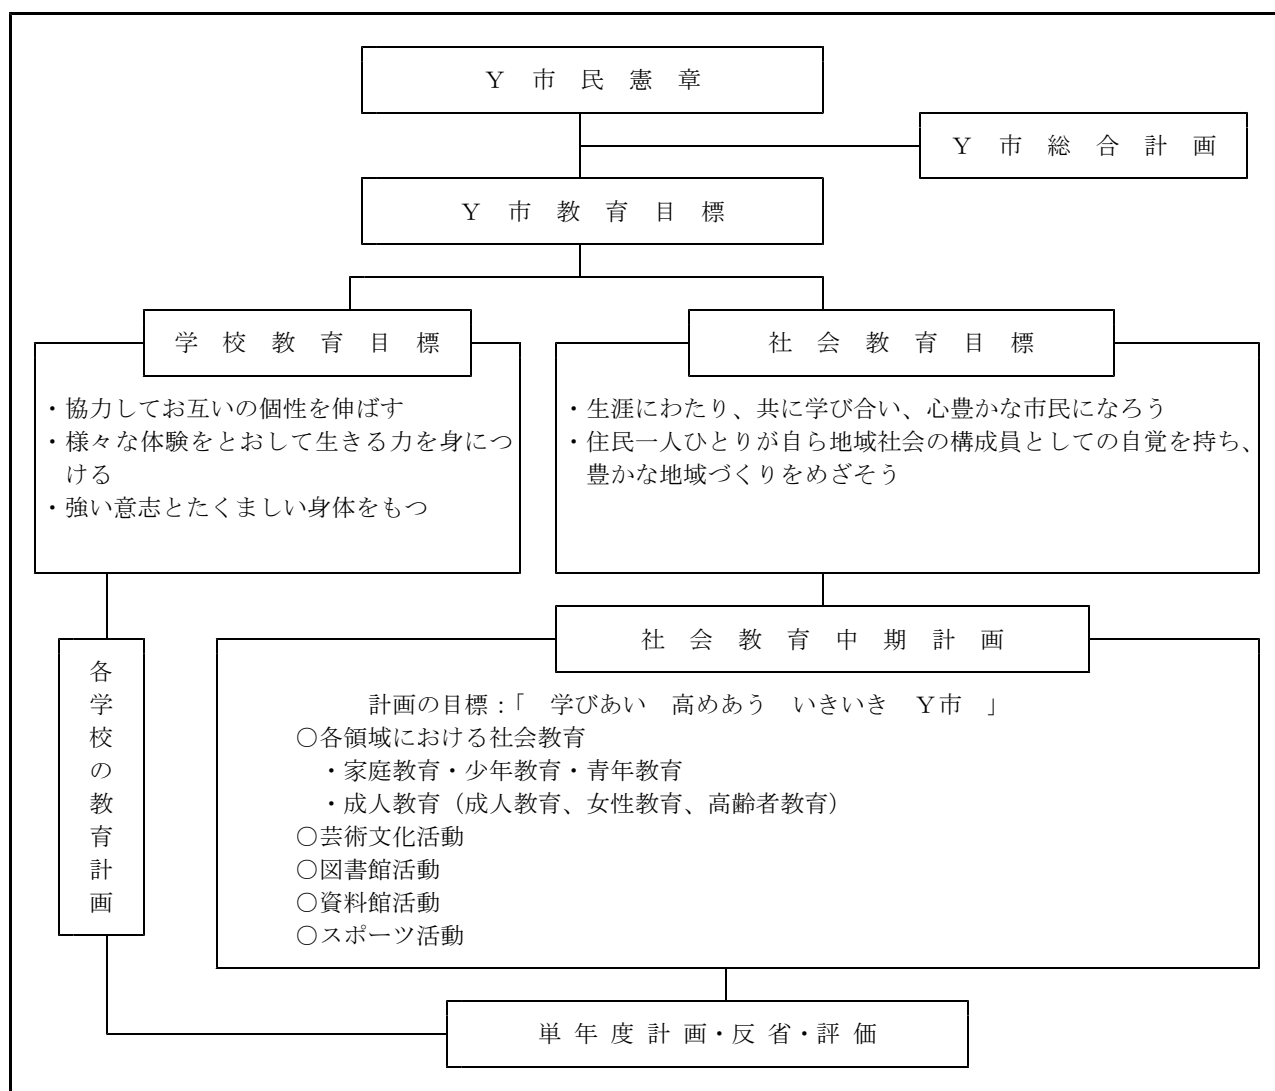 Ｙ　市　民　憲　章
Ｙ　市　総　合　計　画
Ｙ　市　教　育　目　標
学　校　教　育　目　標
・協力してお互いの個性を伸ばす
・様々な体験をとおして生きる力を身につ
ける
・強い意志とたくましい身体をもつ
社　会　教　育　目　標
・生涯にわたり、共に学び合い、心豊かな市民になろう
・住民一人ひとりが自ら地域社会の構成員としての自覚を持ち、
豊かな地域づくりをめざそう
各学校の教育計画
社　会　教　育　中　期　計　画
計画の目標：「　学びあい　高めあう　いきいき　Ｙ市　」
○各領域における社会教育
・家庭教育・少年教育・青年教育
・成人教育（成人教育、女性教育、高齢者教育）
○芸術文化活動
○図書館活動
○資料館活動
○スポーツ活動
単 年 度 計 画・反 省・評 価